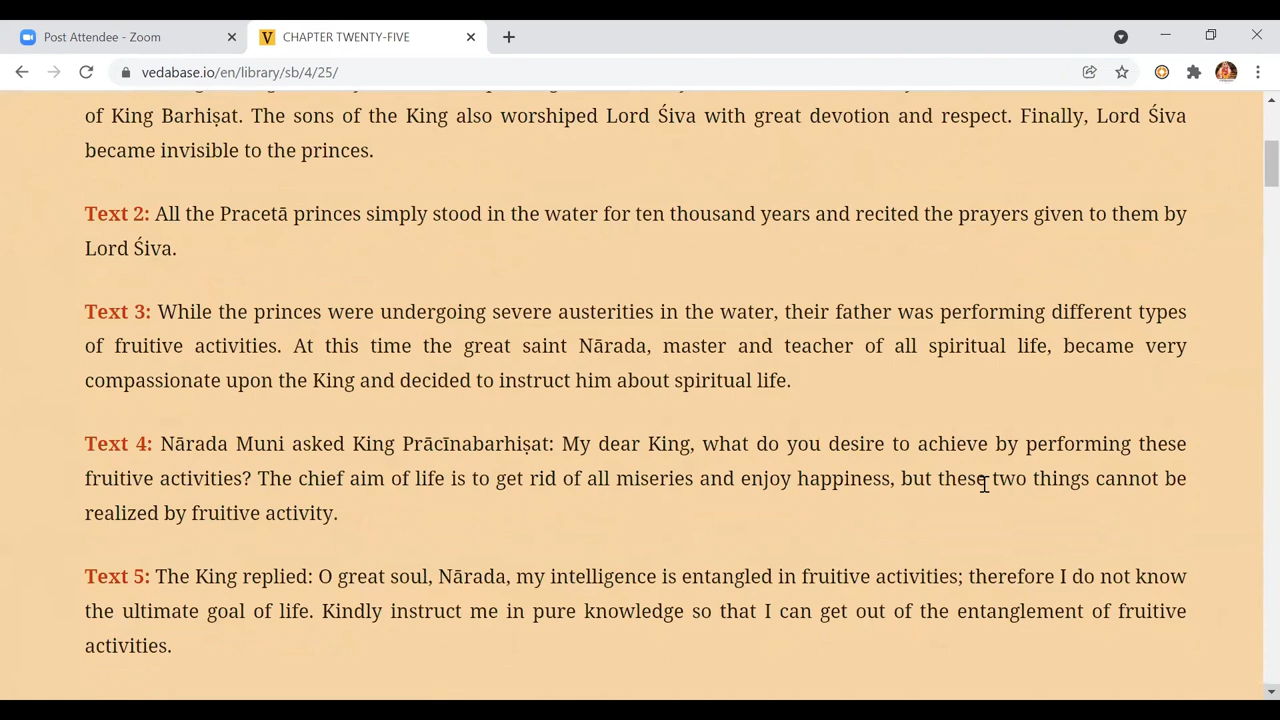 Post Attendee - Zoom
CHAPTER TWENTY-FIVE
vedabase.io/en/library/sb/4/25/
of King Barhiṣat. The sons of the King also worshiped Lord Śiva with great devotion and respect. Finally, Lord Śiva
became invisible to the princes.
Text 2: All the Pracetā princes simply stood in the water for ten thousand years and recited the prayers given to them by
Lord Śiva.
Text 3: While the princes were undergoing severe austerities in the water, their father was performing different types
of fruitive activities. At this time the great saint Nārada, master and teacher of all spiritual life, became very
compassionate upon the King and decided to instruct him about spiritual life.
Text 4: Nārada Muni asked King Prācīnabarhiṣat: My dear King, what do you desire to achieve by performing these
fruitive activities? The chief aim of life is to get rid of all miseries and enjoy happiness, but these two things cannot be
realized by fruitive activity.
Text 5: The King replied: O great soul, Nārada, my intelligence is entangled in fruitive activities; therefore I do not know
the ultimate goal of life. Kindly instruct me in pure knowledge so that I can get out of the entanglement of fruitive
activities.